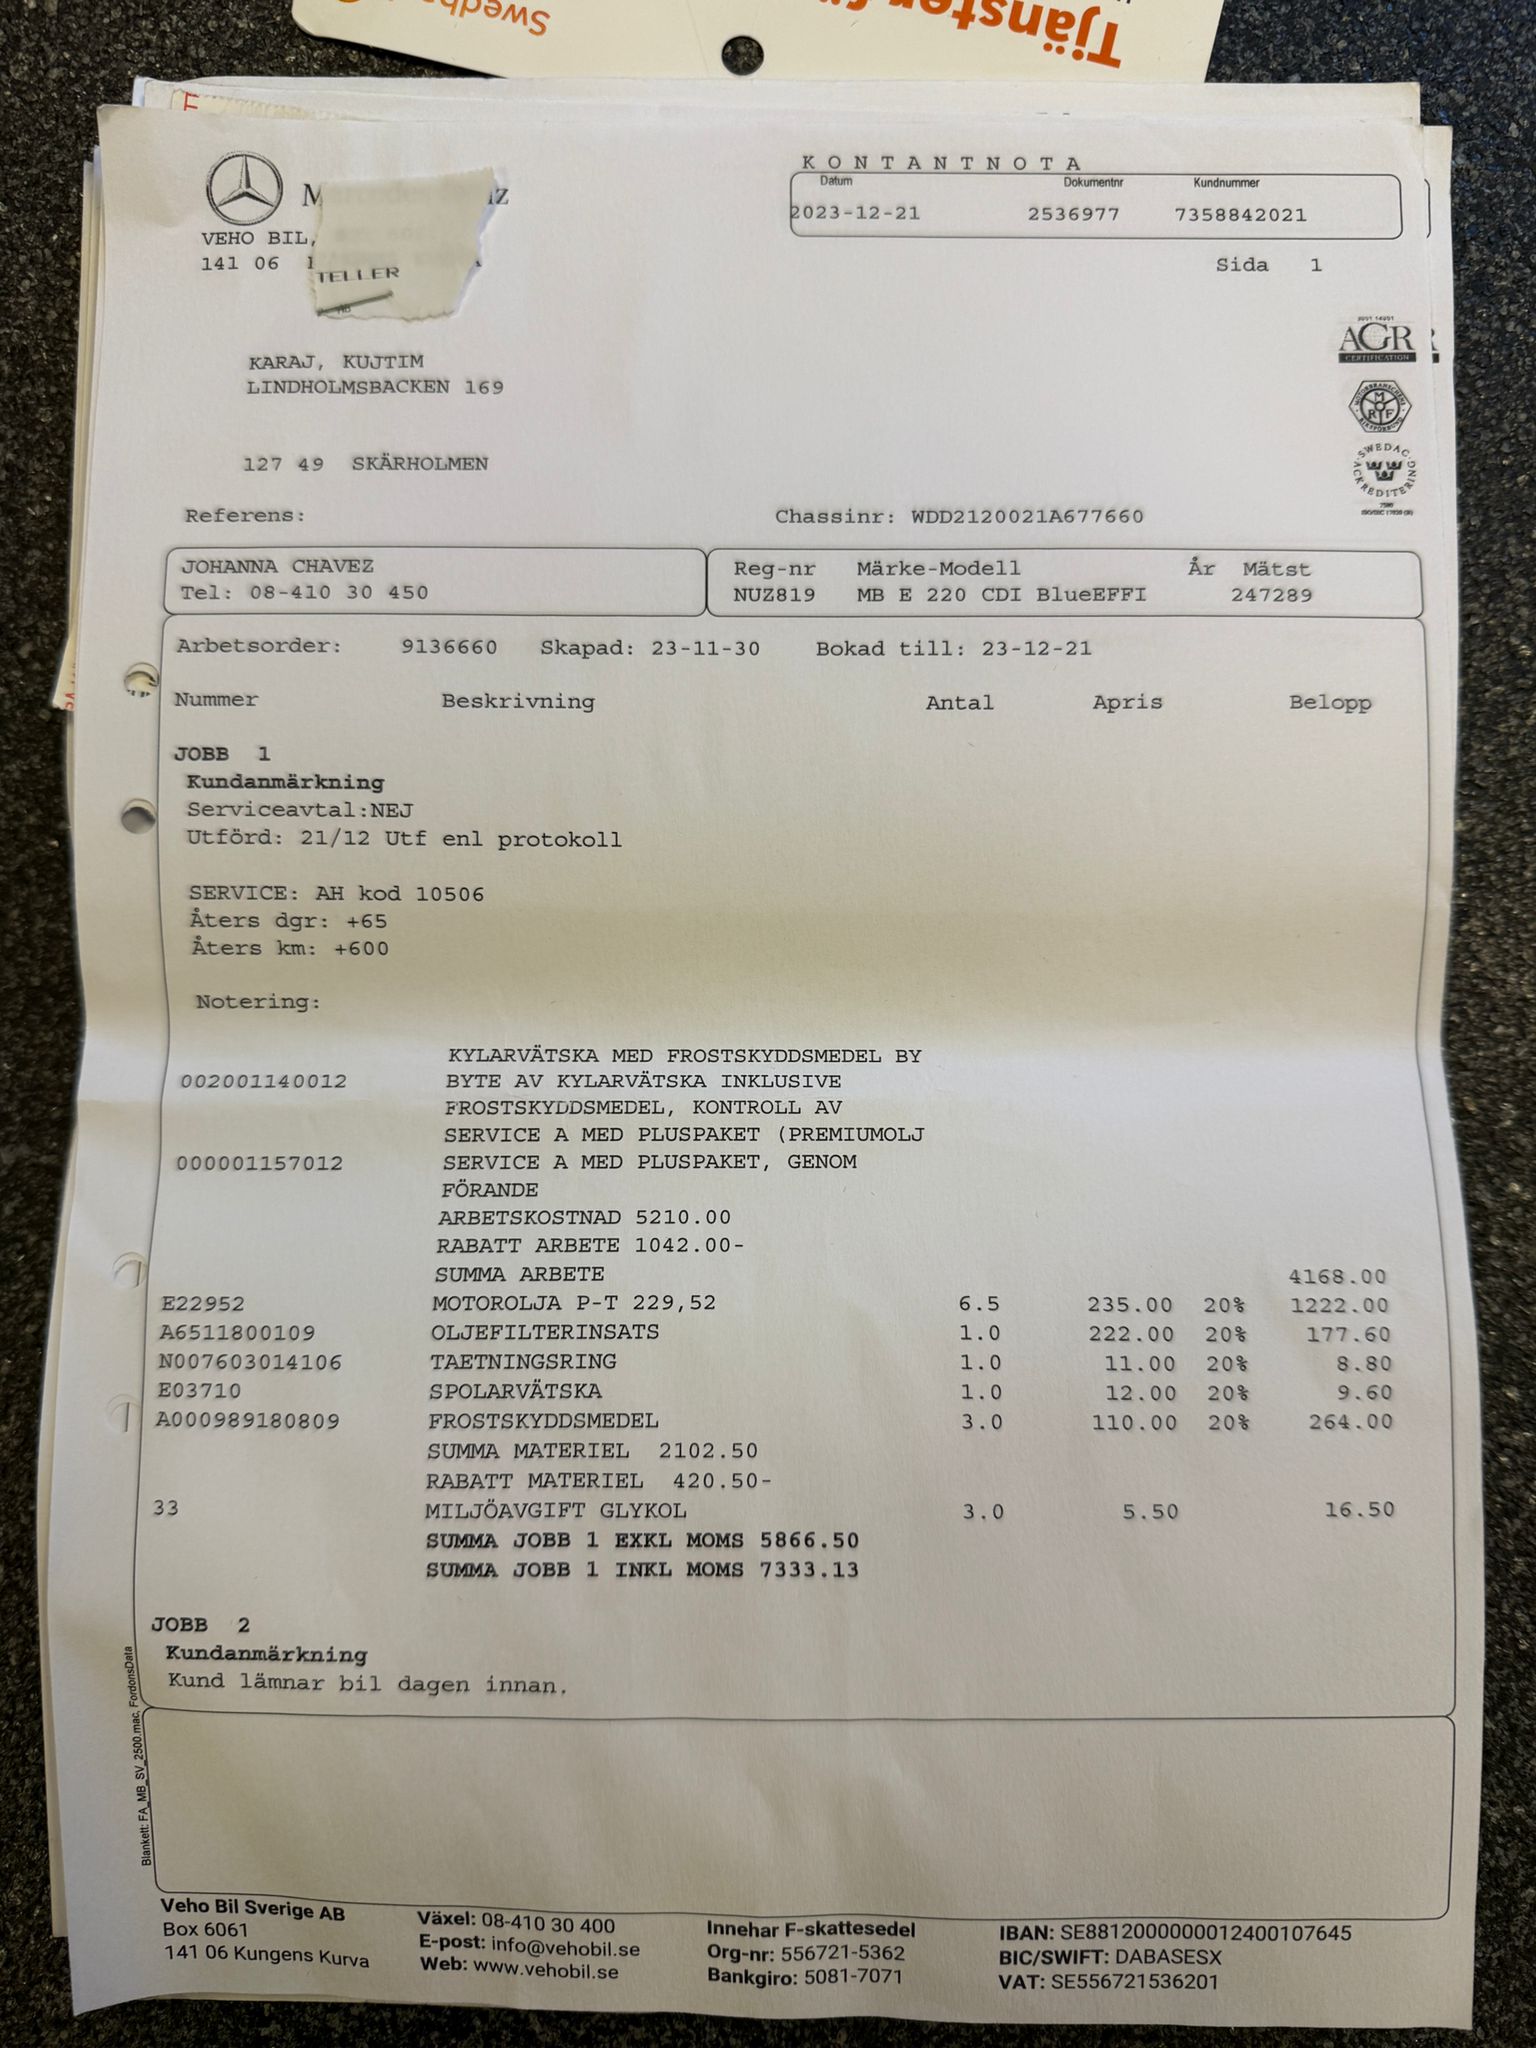 Swedba
Tjänster f
KONTANTNOTA
Datum Dokumentnr Kundnummer
2023-12-21 2536977 7358842021
Sida 1
VEHO BIL,
141 06
TELLER
AB
AGR
CERTIFICATION
MRF
SWEDAC
ACKREDITERING
KARAJ, KUJTIM
LINDHOLMSBACKEN 169
127 49 SKÄRHOLMEN
Referens: Chassinr: WDD2120021A677660
JOHANNA CHAVEZ
Tel: 08-410 30 450
Reg-nr Märke-Modell År Mätst
NUZ819 MB E 220 CDI BlueEFFI 247289
Arbetsorder: 9136660 Skapad: 23-11-30 Bokad till: 23-12-21
Nummer Beskrivning Antal Apris Belopp
JOBB 1
Kundanmärkning
Serviceavtal:NEJ
Utförd: 21/12 Utf enl protokoll
SERVICE: AH kod 10506
Åters dgr: +65
Åters km: +600
Notering:
KYLARVÄTSKA MED FROSTSKYDDSMEDEL BY
002001140012 BYTE AV KYLARVÄTSKA INKLUSIVE
FROSTSKYDDSMEDEL, KONTROLL AV
SERVICE A MED PLUSPAKET (PREMIUMOLJ
000001157012 SERVICE A MED PLUSPAKET, GENOM
FÖRANDE
ARBETSKOSTNAD 5210.00
RABATT ARBETE 1042.00-
SUMMA ARBETE 4168.00
E22952 MOTOROLJA P-T 229,52 6.5 235.00 20% 1222.00
A6511800109 OLJEFILTERINSATS 1.0 222.00 20% 177.60
N007603014106 TAETNINGSRING 1.0 11.00 20% 8.80
E03710 SPOLARVÄTSKA 1.0 12.00 20% 9.60
A000989180809 FROSTSKYDDSMEDEL 3.0 110.00 20% 264.00
SUMMA MATERIEL 2102.50
RABATT MATERIEL 420.50-
33 MILJÖAVGIFT GLYKOL 3.0 5.50 16.50
SUMMA JOBB 1 EXKL MOMS 5866.50
SUMMA JOBB 1 INKL MOMS 7333.13
JOBB 2
Kundanmärkning
Kund lämnar bil dagen innan.
Blankett: FA_MB_SV_2500.mac, FordonsData
Veho Bil Sverige AB
Box 6061
141 06 Kungens Kurva
Växel: 08-410 30 400
E-post: info@vehobil.se
Web: www.vehobil.se
Innehar F-skattesedel
Org-nr: 556721-5362
Bankgiro: 5081-7071
IBAN: SE8812000000012400107645
BIC/SWIFT: DABASESX
VAT: SE556721536201